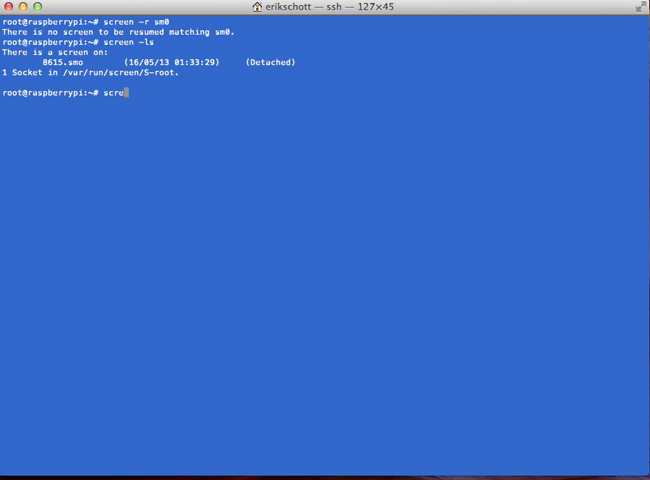 erikschott — ssh — 127×45
root@raspberrypi:~# screen -r sm0
There is no screen to be resumed matching sm0.
root@raspberrypi:~# screen -ls
There is a screen on:
8615.smo (16/05/13 01:33:29) (Detached)
1 Socket in /var/run/screen/S-root.
root@raspberrypi:~# scre